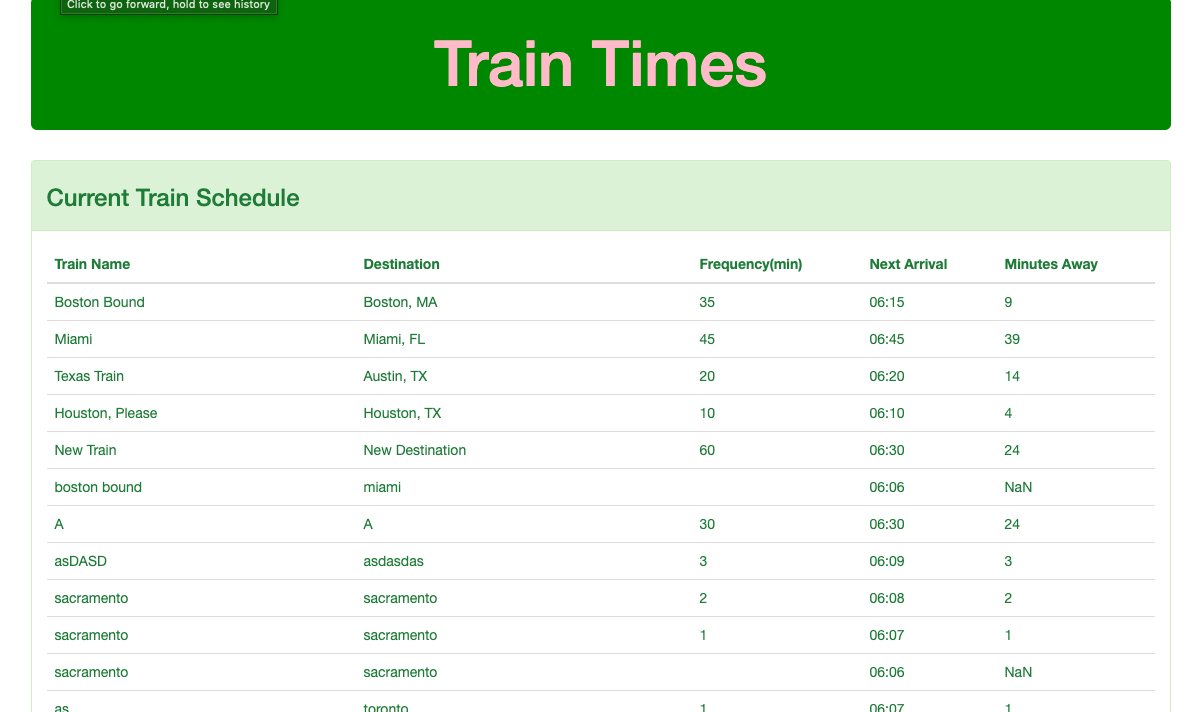 Click to go forward, hold to see history
Train Times
Current Train Schedule
Train Name Destination Frequency(min) Next Arrival Minutes Away
Boston Bound Boston, MA 35 06:15 9
Miami Miami, FL 45 06:45 39
Texas Train Austin, TX 20 06:20 14
Houston, Please Houston, TX 10 06:10 4
New Train New Destination 60 06:30 24
boston bound miami 06:06 NaN
A A 30 06:30 24
asDASD asdasdas 3 06:09 3
sacramento sacramento 2 06:08 2
sacramento sacramento 1 06:07 1
sacramento sacramento 06:06 NaN
as toronto 1 06:07 1